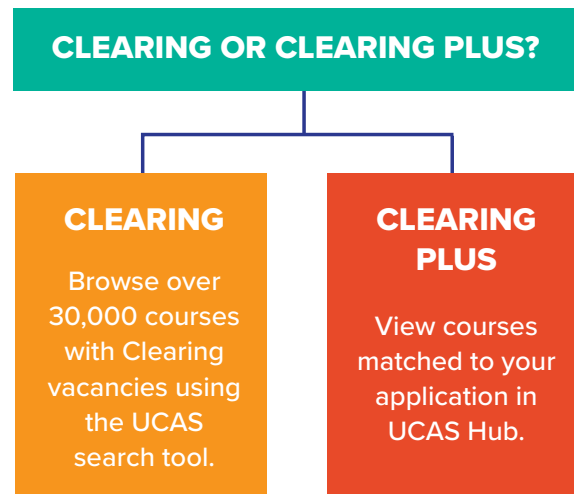 CLEARING OR CLEARING PLUS?
CLEARING
Browse over
30,000 courses
with Clearing
vacancies using
the UCAS
search tool.
CLEARING
PLUS
View courses
matched to your
application in
UCAS Hub.